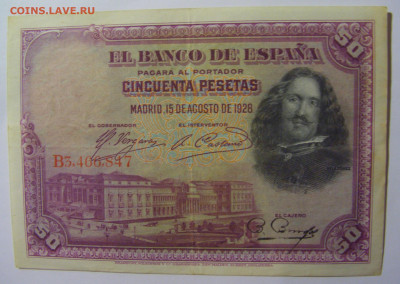 COINS.LAVE.RU
50 50
EL BANCO DE ESPAÑA
PAGARÁ AL PORTADOR
CINCUENTA PESETAS
MADRID, 15 DE AGOSTO DE 1928
EL GOBERNADOR EL INTERVENTOR
B5,406,847
EL CAJERO
50 50